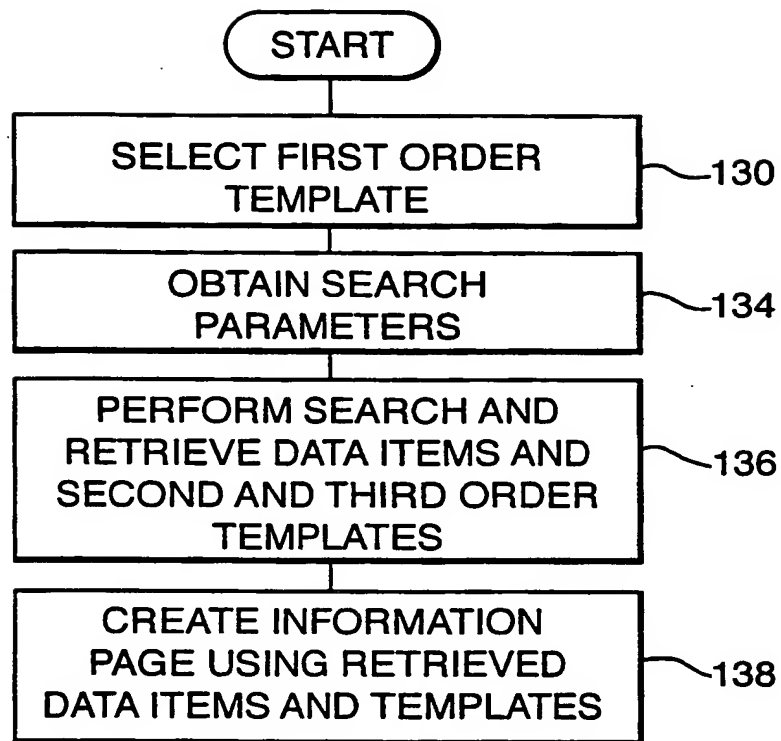 START
SELECT FIRST ORDER
TEMPLATE
130
OBTAIN SEARCH
PARAMETERS
134
PERFORM SEARCH AND
RETRIEVE DATA ITEMS AND
SECOND AND THIRD ORDER
TEMPLATES
136
CREATE INFORMATION
PAGE USING RETRIEVED
DATA ITEMS AND TEMPLATES
138